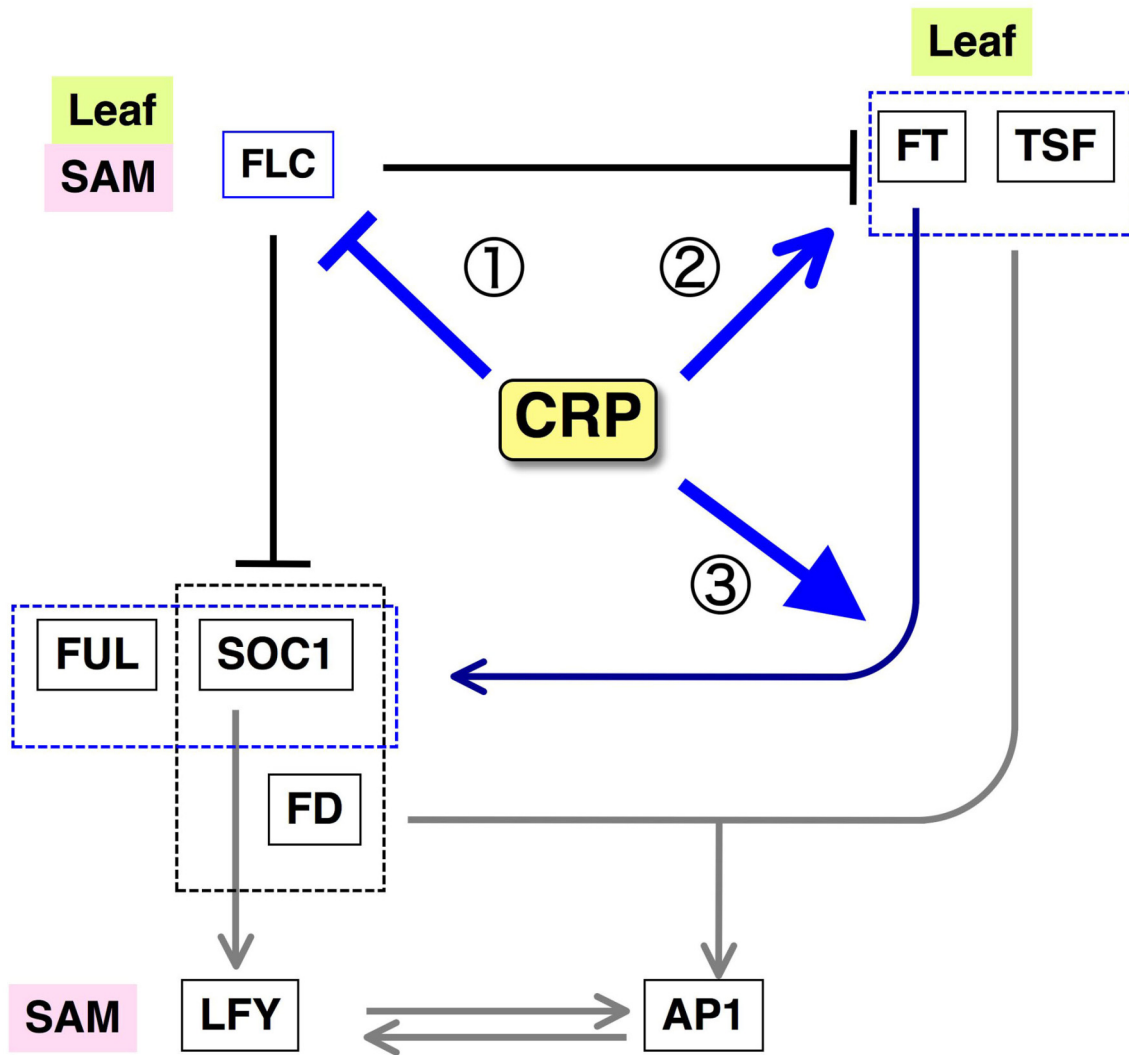 Leaf
Leaf
SAM
FLC
FT
TSF
①
②
CRP
③
FUL
SOC1
FD
SAM
LFY
AP1